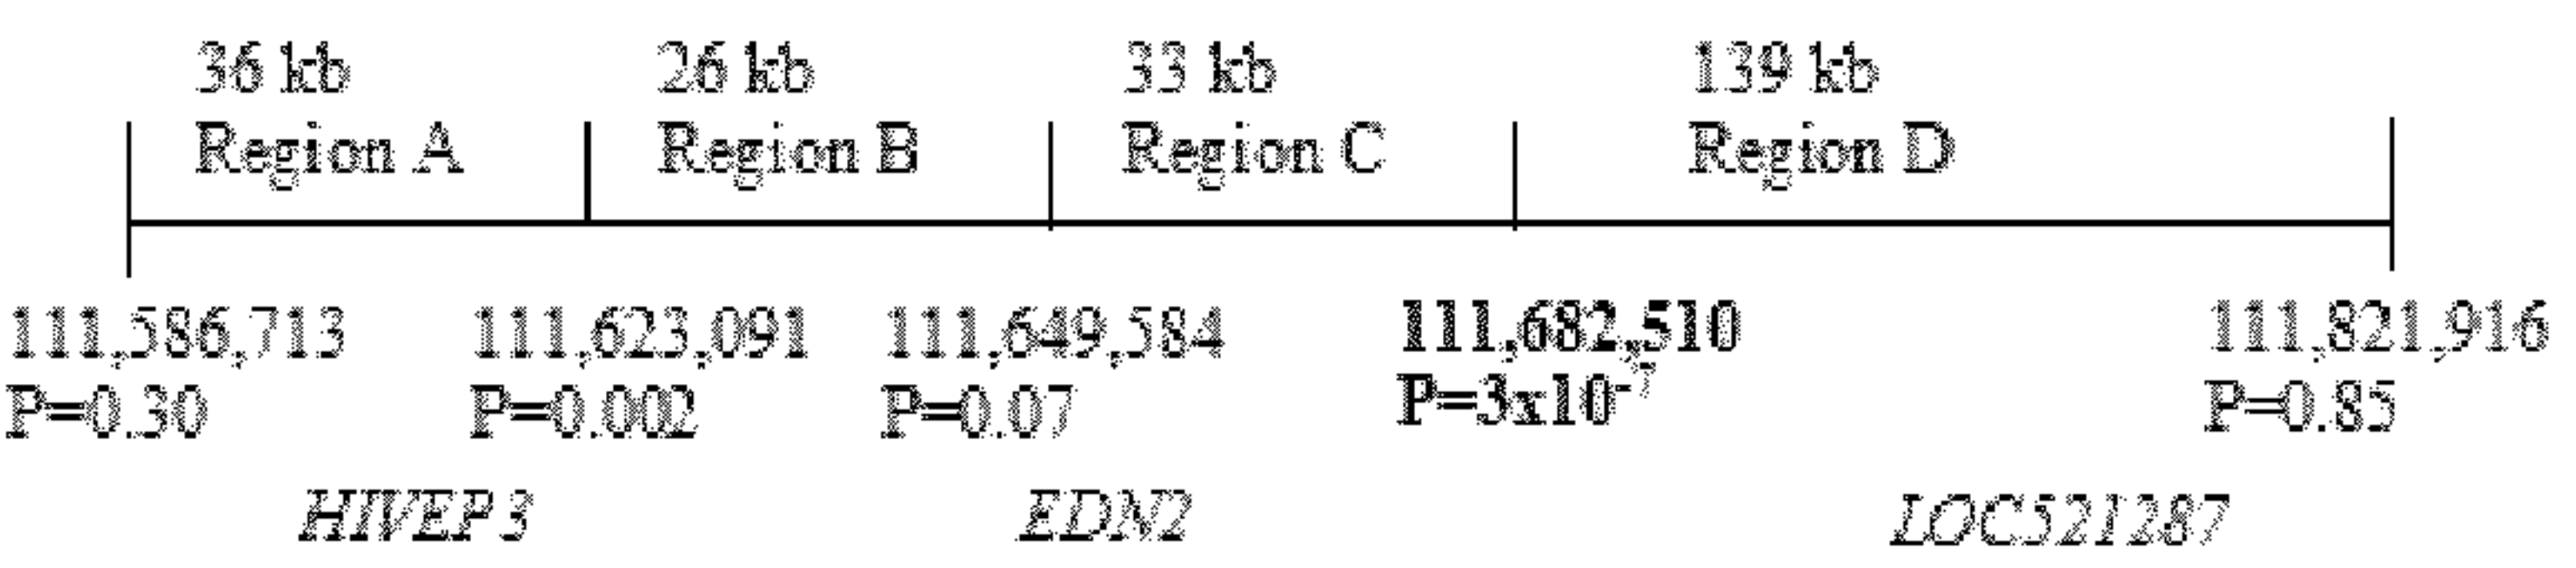 36 kb 26 kb 33 kb 139 kb
Region A Region B Region C Region D
111,586,713 111,623,091 111,649,584 111,682,510 111,821,916
P=0.30 P=0.002 P=0.07 P=3x10⁻⁷ P=0.85
HIVEP3 EDN2 LOC521287